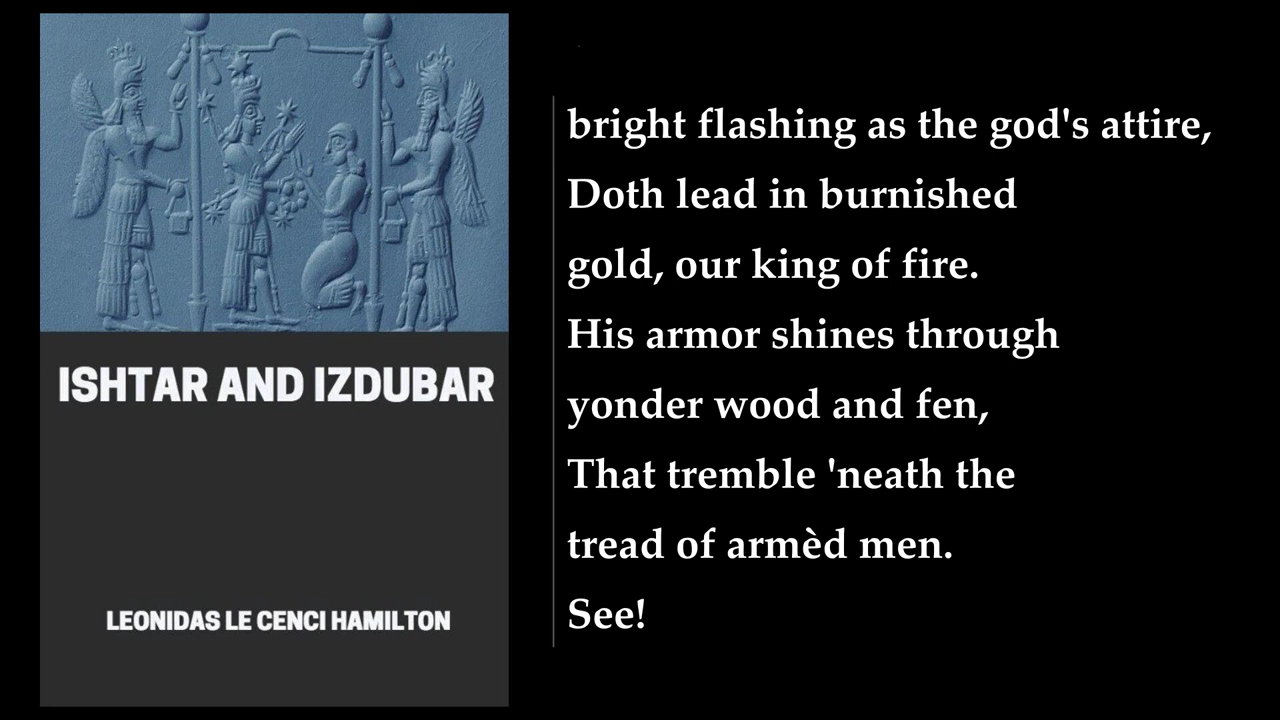 ISHTAR AND IZDUBAR
LEONIDAS LE CENCI HAMILTON
bright flashing as the god's attire,
Doth lead in burnished
gold, our king of fire.
His armor shines through
yonder wood and fen,
That tremble 'neath the
tread of armèd men.
See!